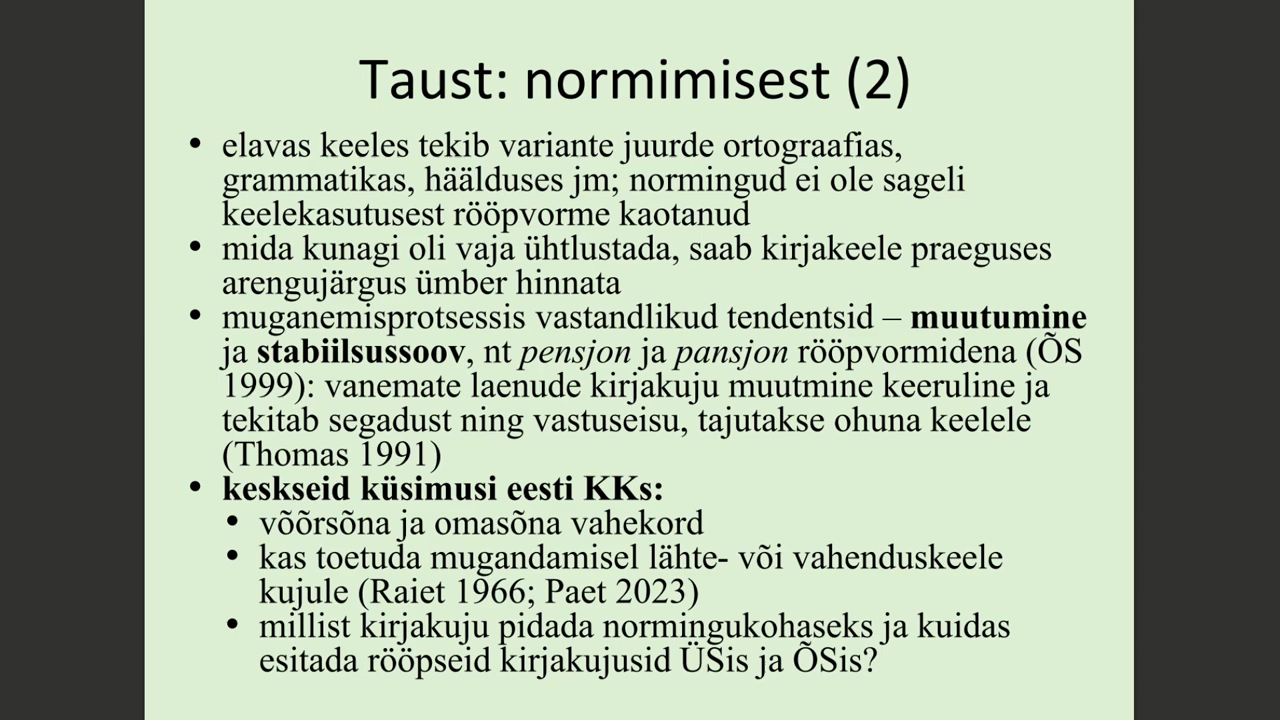 Taust: normimisest (2)
• elavas keeles tekib variante juurde ortograafias,
grammatikas, häälduses jm; normingud ei ole sageli
keelekasutusest rööpvorme kaotanud
• mida kunagi oli vaja ühtlustada, saab kirjakeele praeguses
arengujärgus ümber hinnata
• muganemisprotsessis vastandlikud tendentsid – muutumine
ja stabiilsussoov, nt pensjon ja pansjon rööpvormidena (ÕS
1999): vanemate laenude kirjakuju muutmine keeruline ja
tekitab segadust ning vastuseisu, tajutakse ohuna keelele
(Thomas 1991)
• keskseid küsimusi eesti KKs:
• võõrsõna ja omasõna vahekord
• kas toetuda mugandamisel lähte- või vahenduskeele
kujule (Raiet 1966; Paet 2023)
• millist kirjakuju pidada normingukohaseks ja kuidas
esitada rööpseid kirjakujusid ÜSis ja ÕSis?